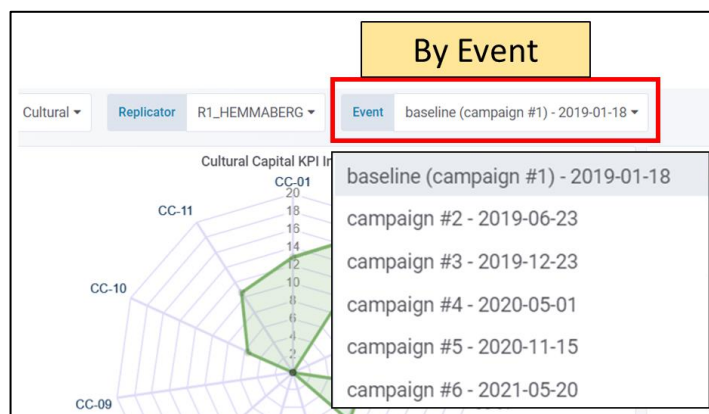 By Event
Cultural
Replicator R1_HEMMABERG
Event baseline (campaign #1) - 2019-01-18
Cultural Capital KPI
CC-01
CC-11
CC-10
CC-09
20
18
16
14
12
10
8
6
4
2
baseline (campaign #1) - 2019-01-18
campaign #2 - 2019-06-23
campaign #3 - 2019-12-23
campaign #4 - 2020-05-01
campaign #5 - 2020-11-15
campaign #6 - 2021-05-20